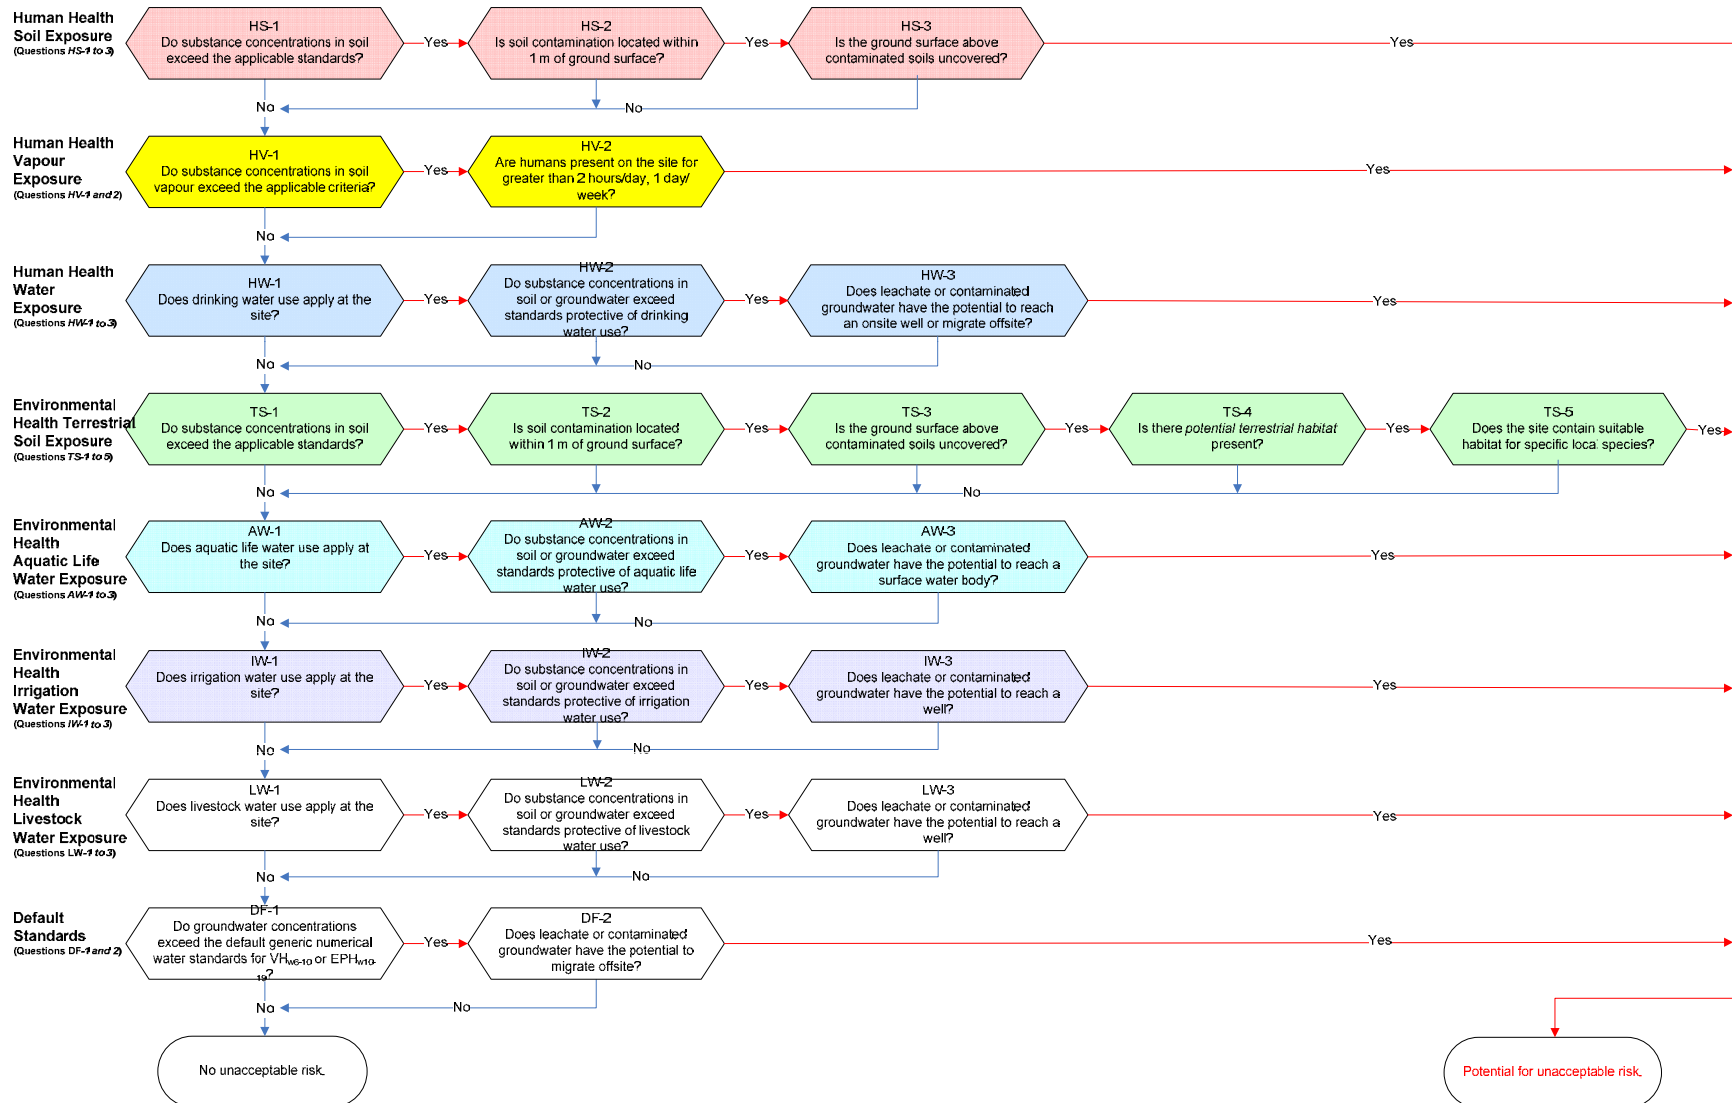 Human Health
Soil Exposure
(Questions HS-1 to 3)
HS-1
Do substance concentrations in soil
exceed the applicable standards?
Yes
HS-2
Is soil contamination located within
1 m of ground surface?
Yes
HS-3
Is the ground surface above
contaminated soils uncovered?
Yes
No
No
Human Health
Vapour
Exposure
(Questions HV-1 and 2)
HV-1
Do substance concentrations in soil
vapour exceed the applicable criteria?
Yes
HV-2
Are humans present on the site for
greater than 2 hours/day, 1 day/
week?
Yes
No
Human Health
Water
Exposure
(Questions HW-1 to 3)
HW-1
Does drinking water use apply at the
site?
Yes
HW-2
Do substance concentrations in
soil or groundwater exceed
standards protective of drinking
water use?
Yes
HW-3
Does leachate or contaminated
groundwater have the potential to reach
an onsite well or migrate offsite?
Yes
No
No
Environmental
Health Terrestrial
Soil Exposure
(Questions TS-1 to 5)
TS-1
Do substance concentrations in soil
exceed the applicable standards?
Yes
TS-2
Is soil contamination located
within 1 m of ground surface?
Yes
TS-3
Is the ground surface above
contaminated soils uncovered?
Yes
TS-4
Is there potential terrestrial habitat
present?
Yes
TS-5
Does the site contain suitable
habitat for specific local species?
Yes
No
No
Environmental
Health
Aquatic Life
Water Exposure
(Questions AW-1 to 3)
AW-1
Does aquatic life water use apply at
the site?
Yes
AW-2
Do substance concentrations in
soil or groundwater exceed
standards protective of aquatic life
water use?
Yes
AW-3
Does leachate or contaminated
groundwater have the potential to reach a
surface water body?
Yes
No
No
Environmental
Health
Irrigation
Water Exposure
(Questions IW-1 to 3)
IW-1
Does irrigation water use apply at the
site?
Yes
IW-2
Do substance concentrations in
soil or groundwater exceed
standards protective of irrigation
water use?
Yes
IW-3
Does leachate or contaminated
groundwater have the potential to reach a
well?
Yes
No
No
Environmental
Health
Livestock
Water Exposure
(Questions LW-1 to 3)
LW-1
Does livestock water use apply at the
site?
Yes
LW-2
Do substance concentrations in
soil or groundwater exceed
standards protective of livestock
water use?
Yes
LW-3
Does leachate or contaminated
groundwater have the potential to reach a
well?
Yes
No
No
Default
Standards
(Questions DF-1 and 2)
DF-1
Do groundwater concentrations
exceed the default generic numerical
water standards for VHw6-10 or EPHw10-
19?
Yes
DF-2
Does leachate or contaminated
groundwater have the potential to
migrate offsite?
Yes
No
No
No unacceptable risk.
Potential for unacceptable risk.